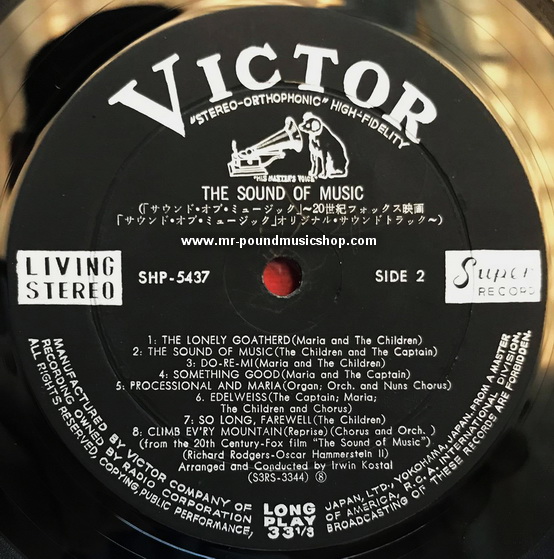 VICTOR
"STEREO-ORTHOPHONIC" HIGH-FIDELITY
"HIS MASTER'S VOICE"
THE SOUND OF MUSIC
(「サウンド・オブ・ミュージック」~20世紀フォックス映画
「サウンド・オブ・ミュージック」オリジナル・サウンドトラック~)
www.mr-poundmusicshop.com
LIVING
STEREO
SHP-5437
SIDE 2
Super
RECORD
1: THE LONELY GOATHERD(Maria and The Children)
2: THE SOUND OF MUSIC(The Children and The Captain)
3: DO-RE-MI(Maria and The Children)
4: SOMETHING GOOD(Maria and The Captain)
5: PROCESSIONAL AND MARIA(Organ; Orch. and Nuns Chorus)
6. EDELWEISS(The Captain; Maria;
The Children and Chorus)
7: SO LONG, FAREWELL(The Children)
8: CLIMB EV'RY MOUNTAIN(Reprise)(Chorus and Orch.)
(from the 20th Century-Fox film "The Sound of Music")
(Richard Rodgers-Oscar Hammerstein II)
Arranged and Conducted by Irwin Kostal
(S3RS-3344) ⑧
MANUFACTURED BY VICTOR COMPANY OF JAPAN, LTD., YOKOHAMA, JAPAN, FROM A MASTER
RECORDING OWNED BY RADIO CORPORATION OF AMERICA, R.C.A. INTERNATIONAL DIVISION.
ALL RIGHTS RESERVED, COPYING, PUBLIC PERFORMANCE, BROADCASTING OF THESE RECORDS ARE FORBIDDEN.
LONG
PLAY
33 1/3